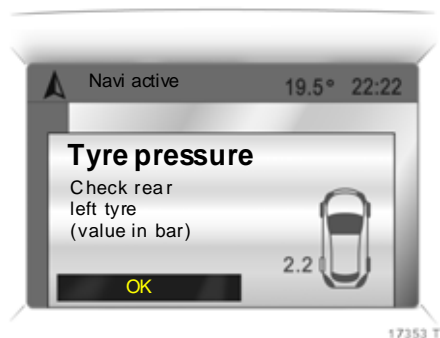 Navi active 19.5° 22:22
Tyre pressure
Check rear
left tyre
(value in bar)
2.2
OK
17353 T